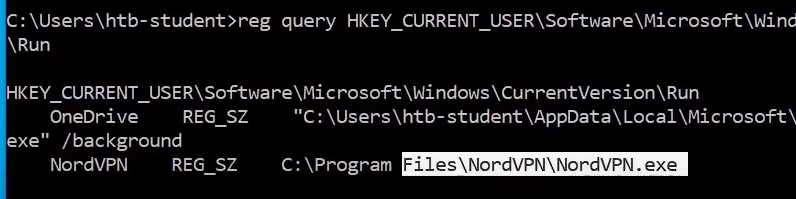 C:\Users\htb-student>reg query HKEY_CURRENT_USER\Software\Microsoft\Wind
\Run
HKEY_CURRENT_USER\Software\Microsoft\Windows\CurrentVersion\Run
OneDrive    REG_SZ    "C:\Users\htb-student\AppData\Local\Microsoft\
exe" /background
NordVPN    REG_SZ    C:\Program Files\NordVPN\NordVPN.exe